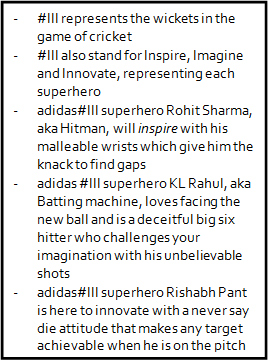 - #III represents the wickets in the
game of cricket
- #III also stand for Inspire, Imagine
and Innovate, representing each
superhero
- adidas#III superhero Rohit Sharma,
aka Hitman, will inspire with his
malleable wrists which give him the
knack to find gaps
- adidas #III superhero KL Rahul, aka
Batting machine, loves facing the
new ball and is a deceitful big six
hitter who challenges your
imagination with his unbelievable
shots
- adidas#III superhero Rishabh Pant
is here to innovate with a never say
die attitude that makes any target
achievable when he is on the pitch